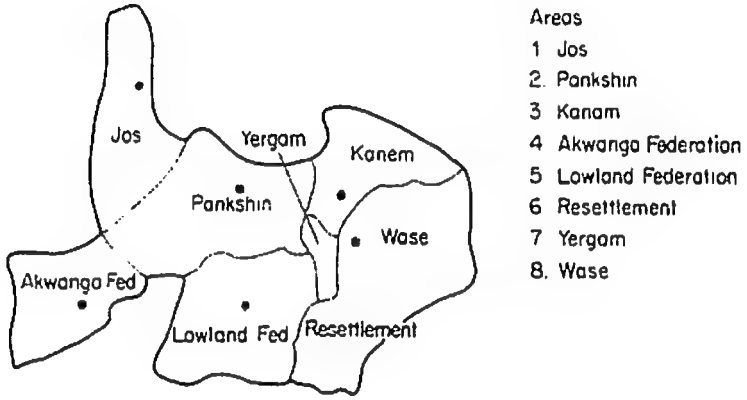 Areas
1 Jos
2. Pankshin
3 Kanam
4 Akwanga Federation
5 Lowland Federation
6 Resettlement
7 Yergam
8. Wase
Jos
Yergam
Kanem
Pankshin
Wase
Akwanga Fed
Lowland Fed
Resettlement